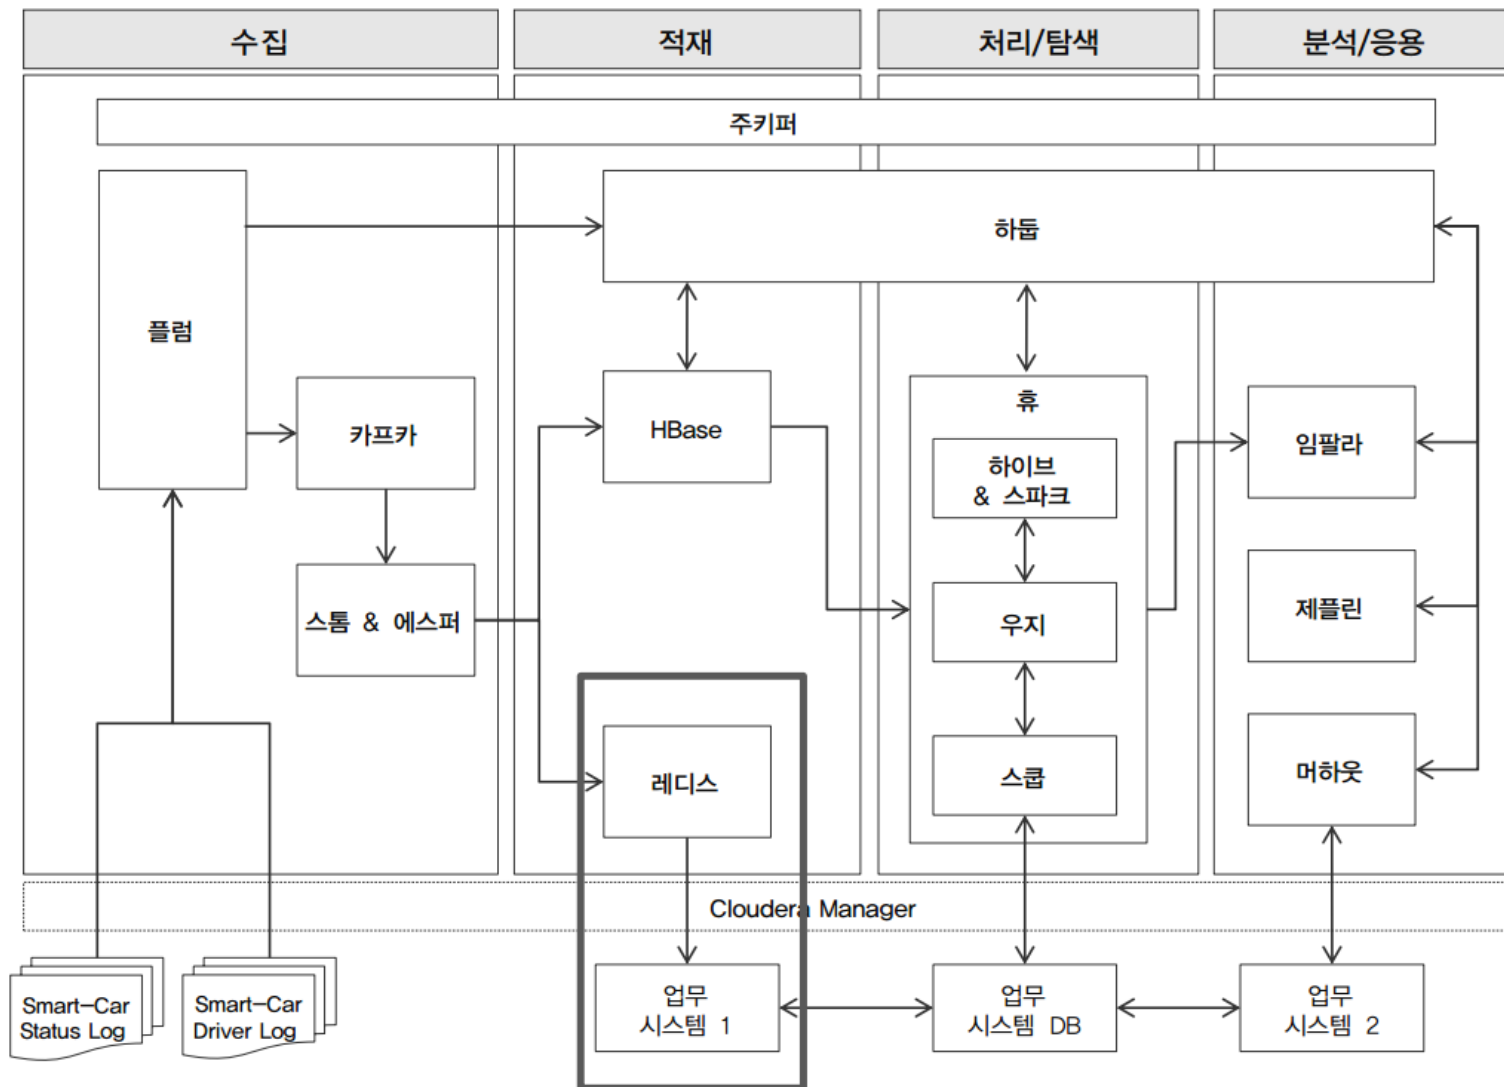 수집
적재
처리/탐색
분석/응용
주키퍼
하둡
플럼
카프카
스톰 & 에스퍼
HBase
레디스
휴
하이브
& 스파크
우지
스쿱
임팔라
제플린
머하웃
Cloudera Manager
Smart-Car
Status Log
Smart-Car
Driver Log
업무
시스템 1
업무
시스템 DB
업무
시스템 2